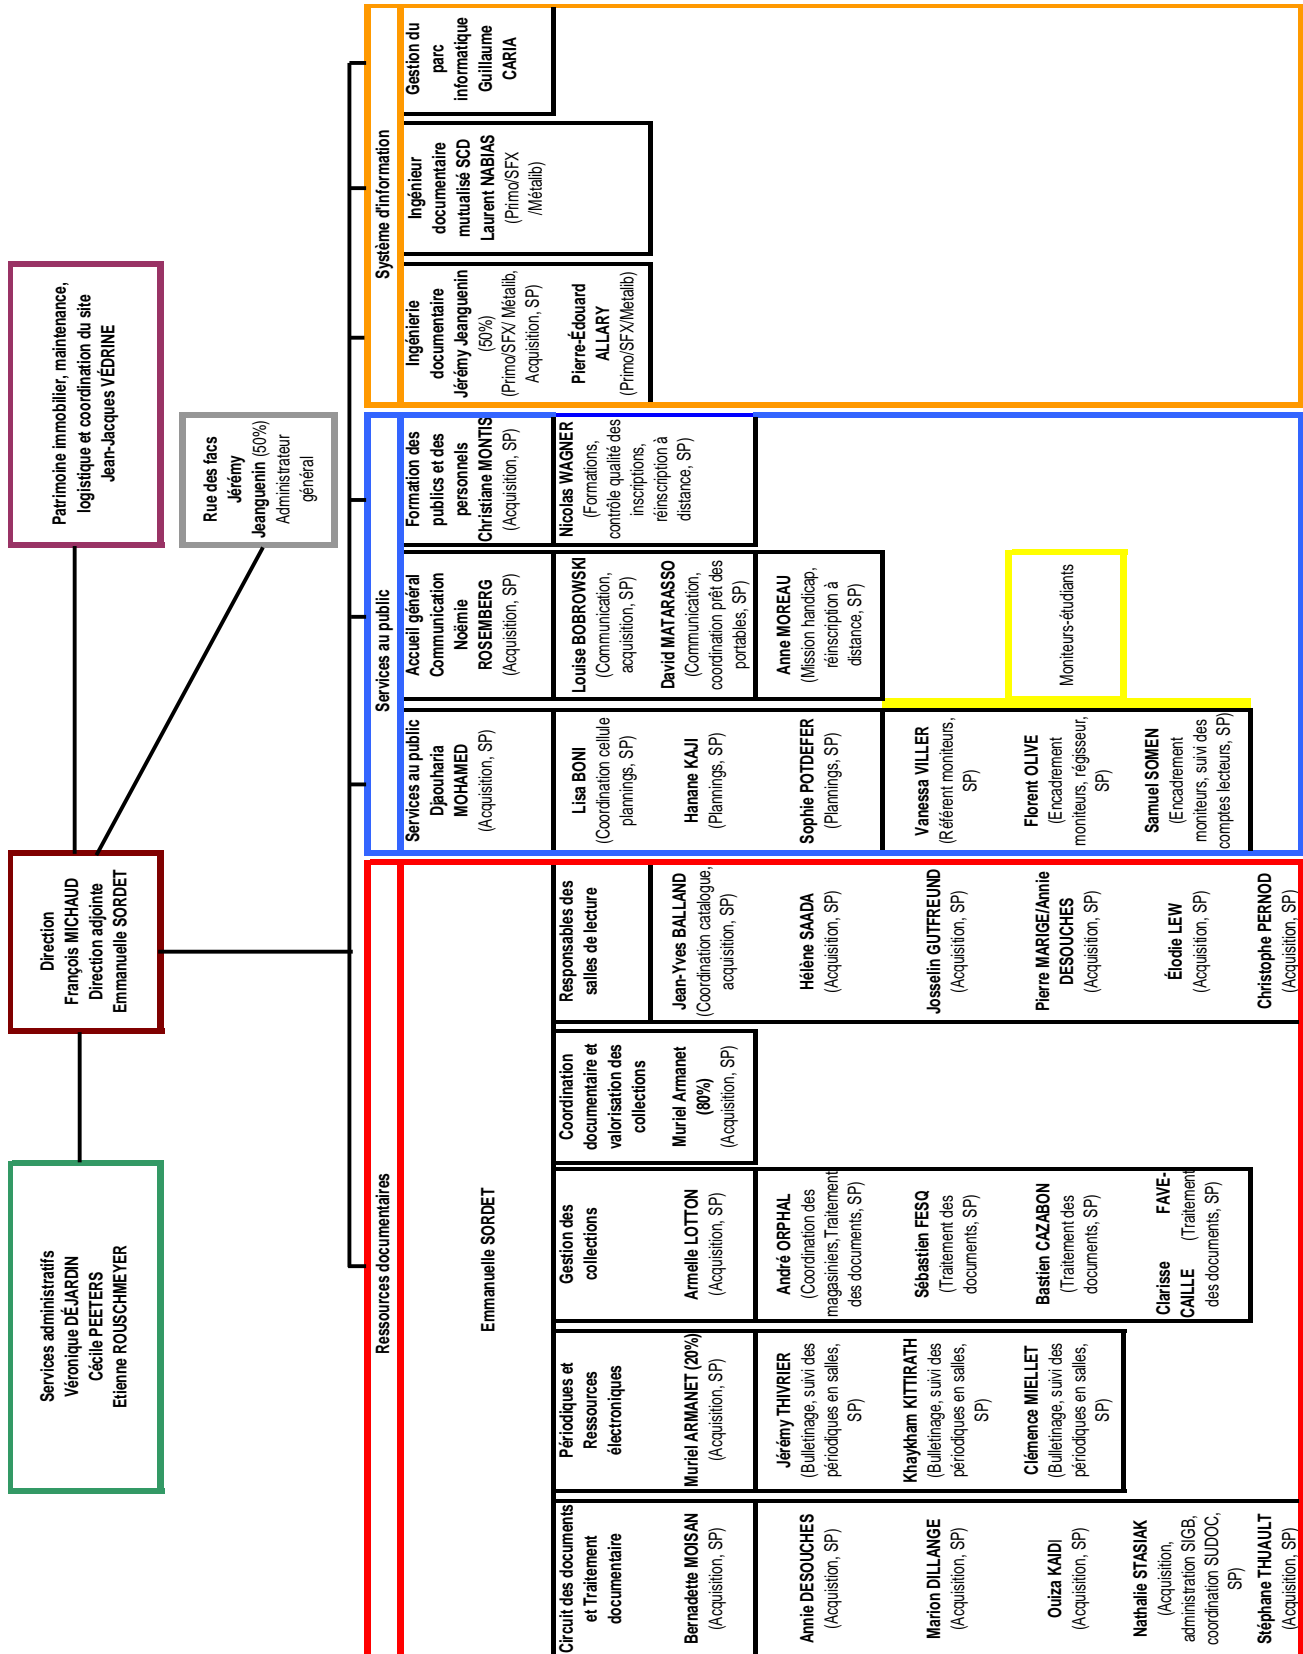 Services administratifs
Véronique DÉJARDIN
Cécile PEETERS
Etienne ROUSCHMEYER
Direction
François MICHAUD
Direction adjointe
Emmanuelle SORDET
Patrimoine immobilier, maintenance,
logistique et coordination du site
Jean-Jacques VÉDRINE
Rue des facs
Jérémy
Jeanguenin (50%)
Administrateur
général
Ressources documentaires
Emmanuelle SORDET
Circuit des documents
et Traitement
documentaire
Bernadette MOISAN
(Acquisition, SP)
Annie DESOUCHES
(Acquistion, SP)
Marion DILLANGE
(Acquisition, SP)
Ouiza KAIDI
(Acquisition, SP)
Nathalie STASIAK
(Acquisition,
administration SIGB,
coordination SUDOC,
SP)
Stéphane THUAULT
(Acquisition, SP)
Périodiques et
Ressources
électroniques
Muriel ARMANET (20%)
(Acquisition, SP)
Jérémy THIVRIER
(Bulletinage, suivi des
périodiques en salles,
SP)
Khaykham KITTIRATH
(Bulletinage, suivi des
périodiques en salles,
SP)
Clémence MIELLET
(Bulletinage, suivi des
périodiques en salles,
SP)
Gestion des
collections
Armelle LOTTON
(Acquisition, SP)
André ORPHAL
(Coordination des
magasiniers,Traitement
des documents, SP)
Sébastien FESQ
(Traitement des
documents, SP)
Bastien CAZABON
(Traitement des
documents, SP)
Clarisse FAVE-
CAILLE (Traitement
des documents, SP)
Coordination
documentaire et
valorisation des
collections
Muriel Armanet
(80%)
(Acquisition, SP)
Responsables des
salles de lecture
Jean-Yves BALLAND
(Coordination catalogue,
acquisition, SP)
Hélène SAADA
(Acquisition, SP)
Josselin GUTFREUND
(Acquisition, SP)
Pierre MARIGE/Annie
DESOUCHES
(Acquisition, SP)
Élodie LEW
(Acquisition, SP)
Christophe PERNOD
(Acquisition, SP)
Services au public
Services au public
Djaouharia
MOHAMED
(Acquisition, SP)
Lisa BONI
(Coordination cellule
plannings, SP)
Hanane KAJI
(Plannings, SP)
Sophie POTDEFER
(Plannings, SP)
Vanessa VILLER
(Référent moniteurs,
SP)
Florent OLIVE
(Encadrement
moniteurs, régisseur,
SP)
Samuel SOMEN
(Encadrement
moniteurs, suivi des
comptes lecteurs, SP)
Accueil général
Communication
Noëmie
ROSEMBERG
(Acquisition, SP)
Louise BOBROWSKI
(Communication,
acquisition, SP)
David MATARASSO
(Communication,
coordination prêt des
portables, SP)
Anne MOREAU
(Mission handicap,
réinscription à
distance, SP)
Moniteurs-étudiants
Formation des
publics et des
personnels
Christiane MONTIS
(Acquisition, SP)
Nicolas WAGNER
(Formations,
contrôle qualité des
inscriptions,
réinscription à
distance, SP)
Système d'information
Ingénierie
documentaire
Jérémy Jeanguenin
(50%)
(Primo/SFX/ Métalib,
Acquisition, SP)
Pierre-Édouard
ALLARY
(Primo/SFX/Metalib)
Ingénieur
documentaire
mutualisé SCD
Laurent NABIAS
(Primo/SFX
/Métalib)
Gestion du
parc
informatique
Guillaume
CARIA